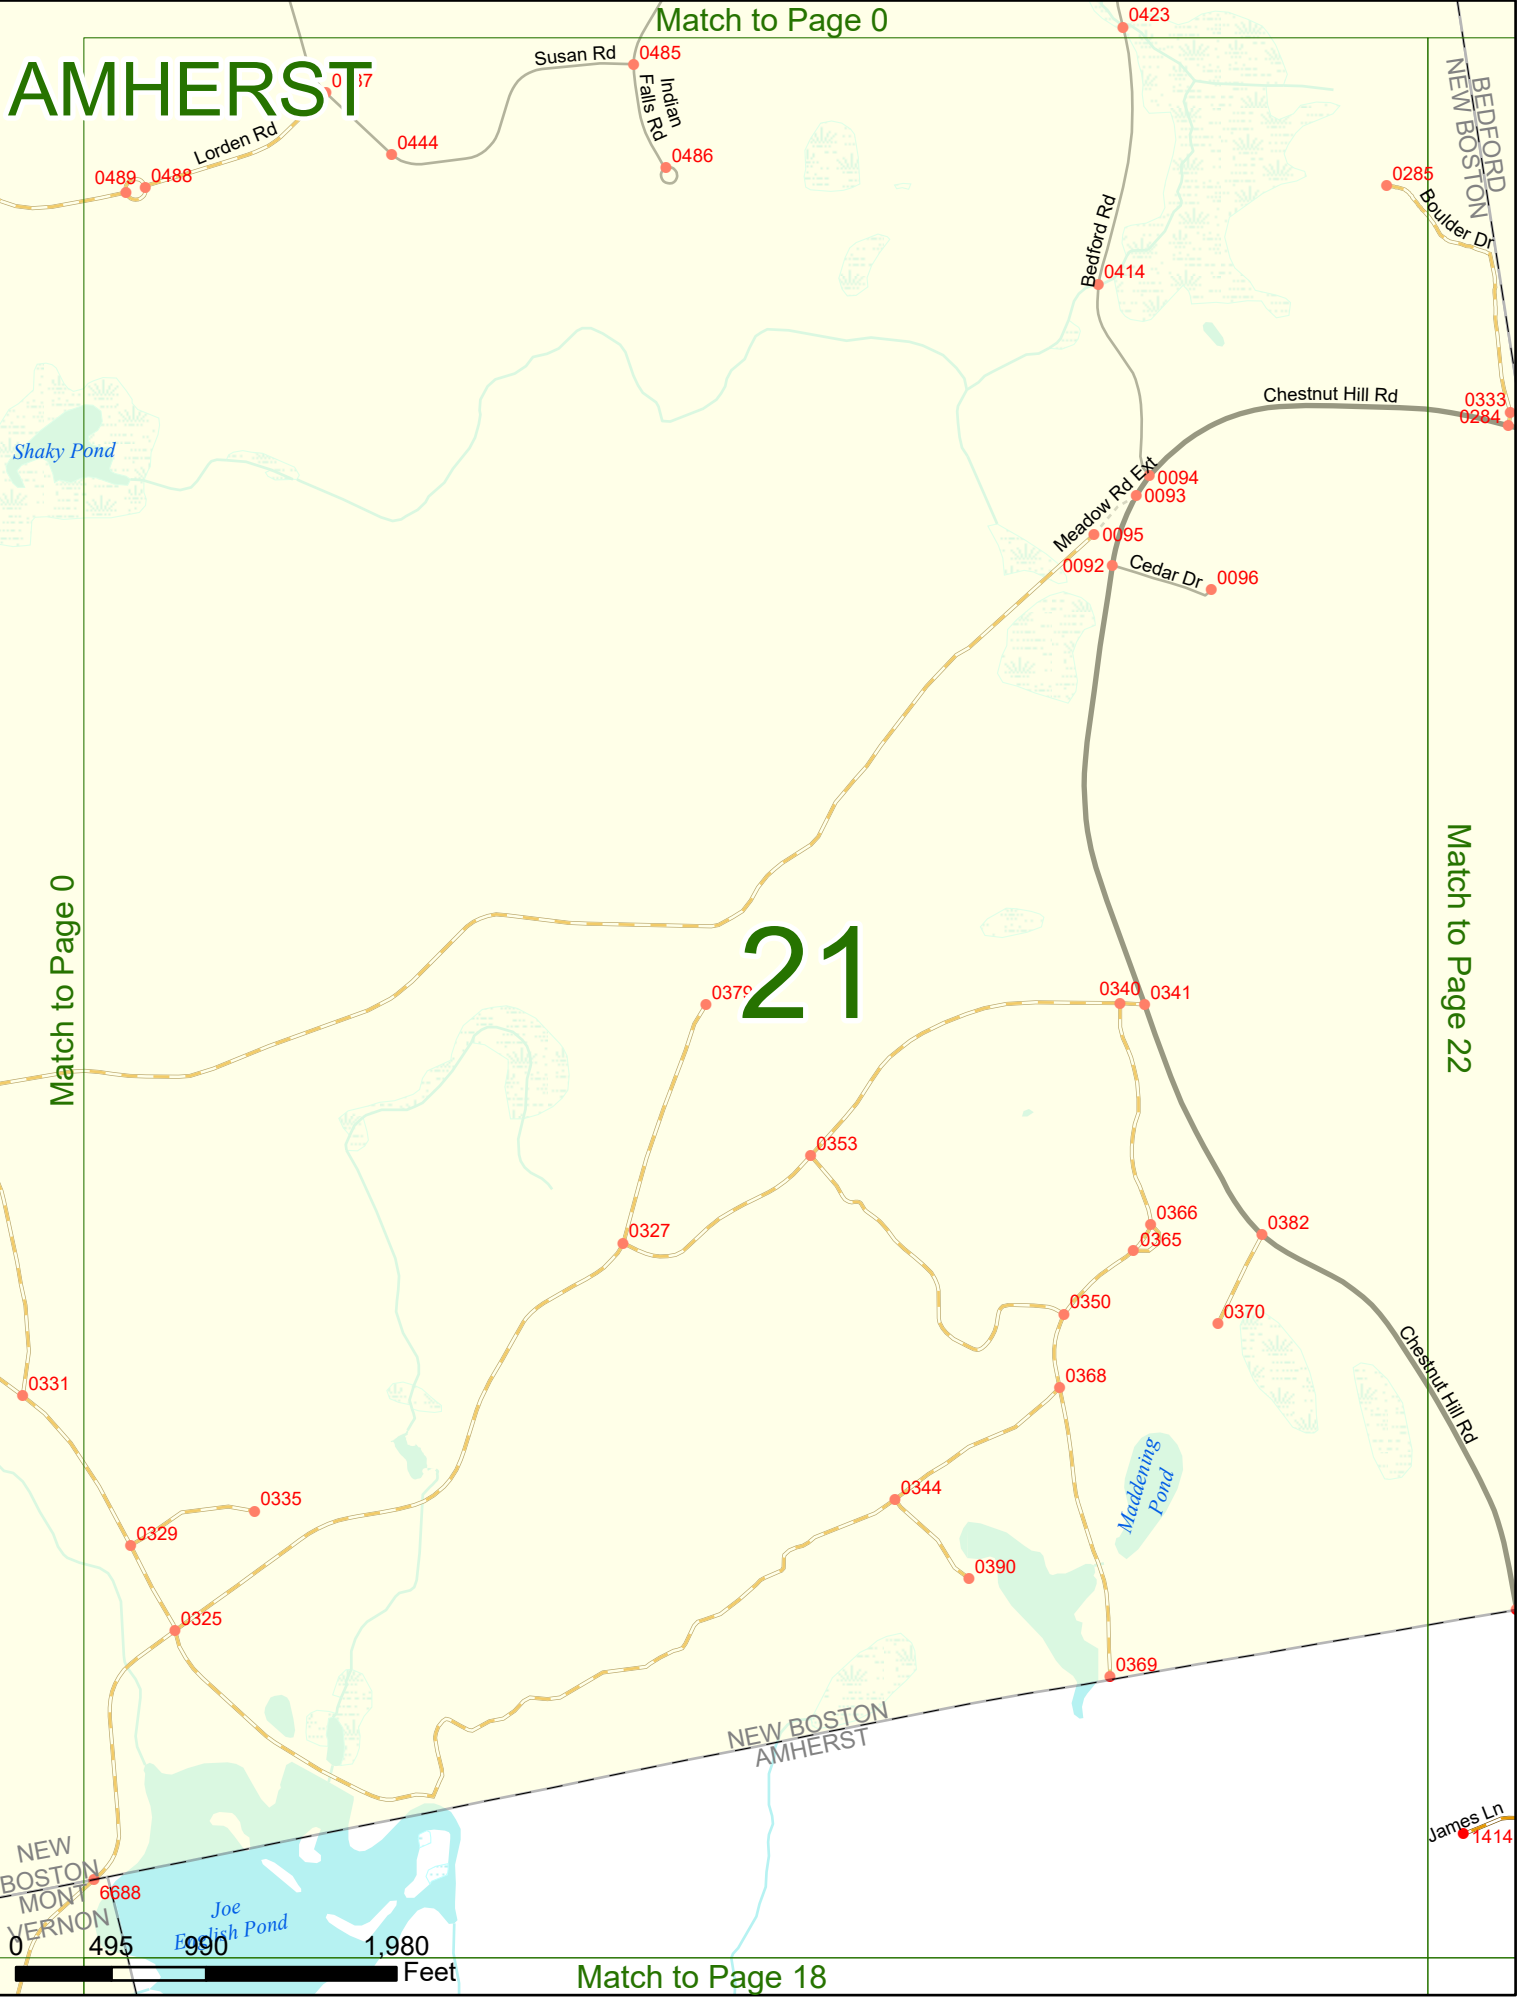 Match to Page 0
0423
AMHERST
Susan Rd
0485
Indian
Falls Rd
BEDFORD
NEW BOSTON
0444
Lorden Rd
0486
0489
0488
0285
Boulder Dr
Bedford Rd
0414
Chestnut Hill Rd
0333
0284
Shaky Pond
Meadow Rd Ext
0094
0093
0095
0092
Cedar Dr
0096
Match to Page 0
21
Match to Page 22
0379
0340
0341
0353
0327
0366
0365
0382
0350
0370
0331
0368
Chestnut Hill Rd
Maddening
Pond
0335
0344
0329
0390
0325
0369
NEW BOSTON
AMHERST
James Ln
1414
NEW
BOSTON
MONT
VERNON
6688
Joe
English Pond
0 495 990 1,980
Feet
Match to Page 18